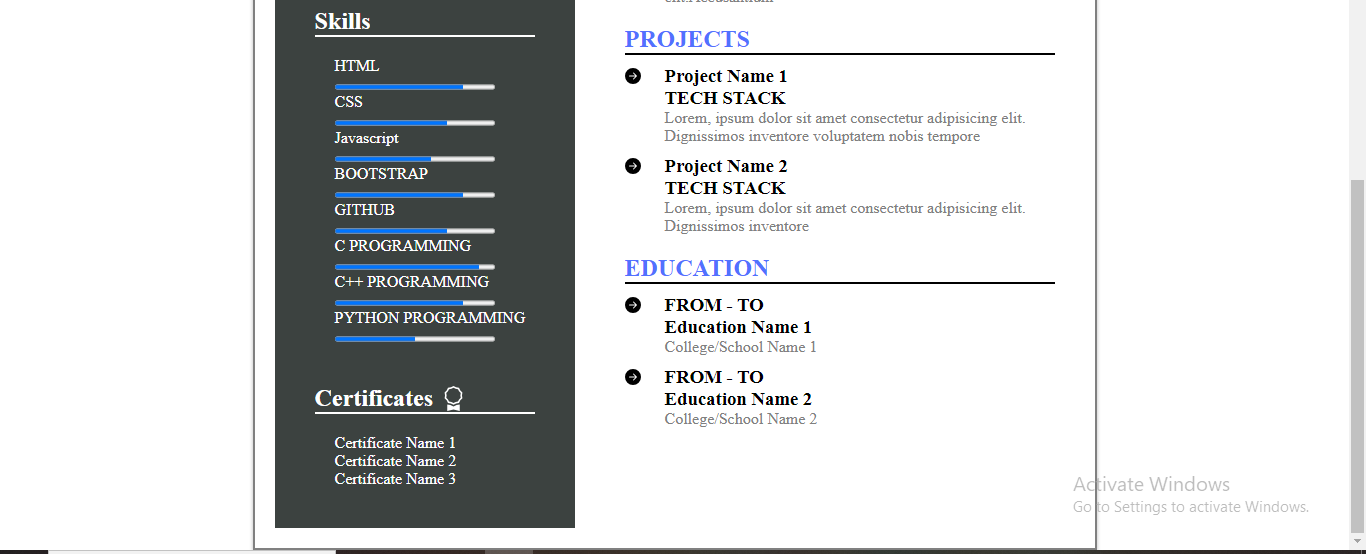 Skills
HTML
CSS
Javascript
BOOTSTRAP
GITHUB
C PROGRAMMING
C++ PROGRAMMING
PYTHON PROGRAMMING
Certificates
Certificate Name 1
Certificate Name 2
Certificate Name 3
PROJECTS
Project Name 1
TECH STACK
Lorem, ipsum dolor sit amet consectetur adipisicing elit.
Dignissimos inventore voluptatem nobis tempore
Project Name 2
TECH STACK
Lorem, ipsum dolor sit amet consectetur adipisicing elit.
Dignissimos inventore
EDUCATION
FROM - TO
Education Name 1
College/School Name 1
FROM - TO
Education Name 2
College/School Name 2
Activate Windows
Go to Settings to activate Windows.